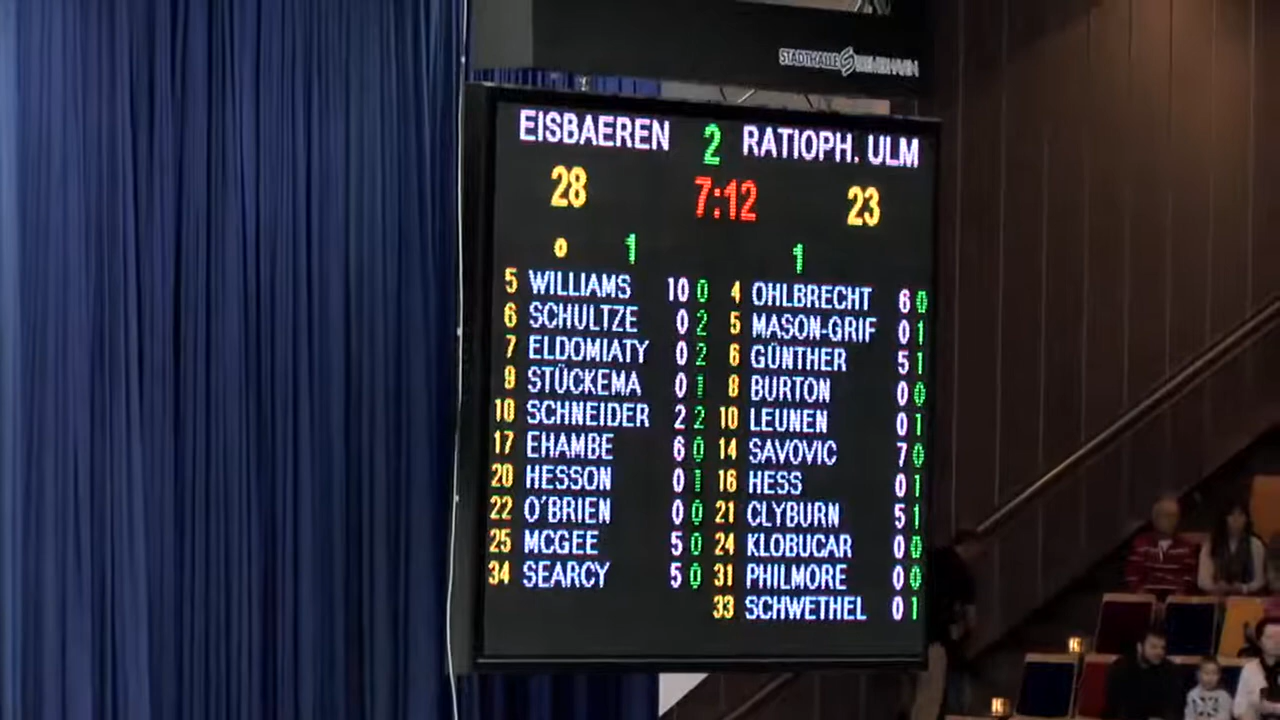 STADTHALLE BREMERHAVEN
EISBAEREN 2 RATIOPH. ULM
28 7:12 23
o 1 1
5 WILLIAMS 10 0 4 OHLBRECHT 6 0
6 SCHULTZE 0 2 5 MASON-GRIF 0 1
7 ELDOMIATY 0 2 6 GÜNTHER 5 1
9 STÜCKEMA 0 1 8 BURTON 0 0
10 SCHNEIDER 2 2 10 LEUNEN 0 1
17 EHAMBE 6 0 14 SAVOVIC 7 0
20 HESSON 0 1 16 HESS 0 1
22 O'BRIEN 0 0 21 CLYBURN 5 1
25 MCGEE 5 0 24 KLOBUCAR 0 0
34 SEARCY 5 0 31 PHILMORE 0 0
33 SCHWETHEL 0 1